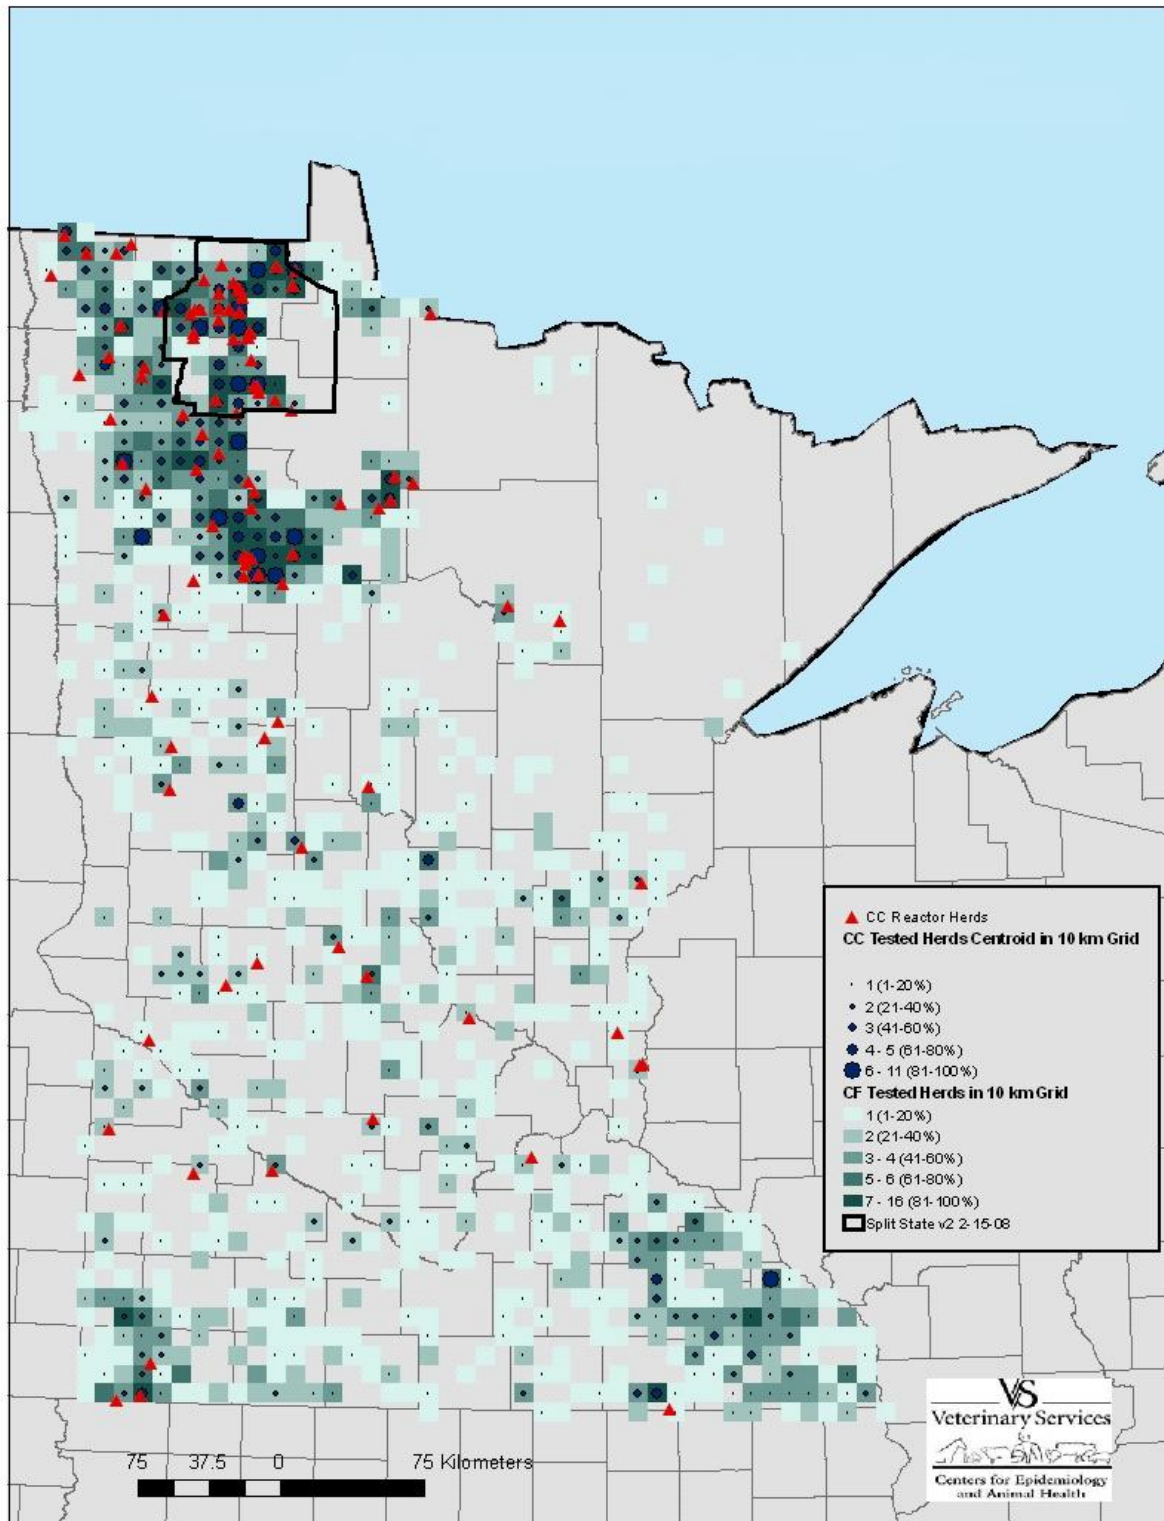 CC Reactor Herds
CC Tested Herds Centroid in 10 km Grid
1 (1-20%)
2 (21-40%)
3 (41-60%)
4 - 5 (61-80%)
6 - 11 (81-100%)
CF Tested Herds in 10 km Grid
1 (1-20%)
2 (21-40%)
3 - 4 (41-60%)
5 - 6 (61-80%)
7 - 16 (81-100%)
Split State v2 2-15-08
VS
Veterinary Services
Centers for Epidemiology
and Animal Health
75 37.5 0 75 Kilometers